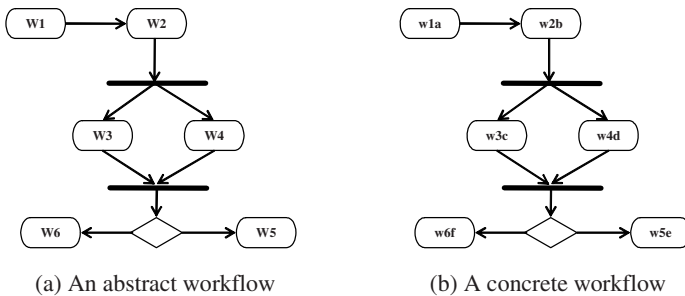 W1
W2
W3
W4
W6
W5
(a) An abstract workflow
w1a
w2b
w3c
w4d
w6f
w5e
(b) A concrete workflow